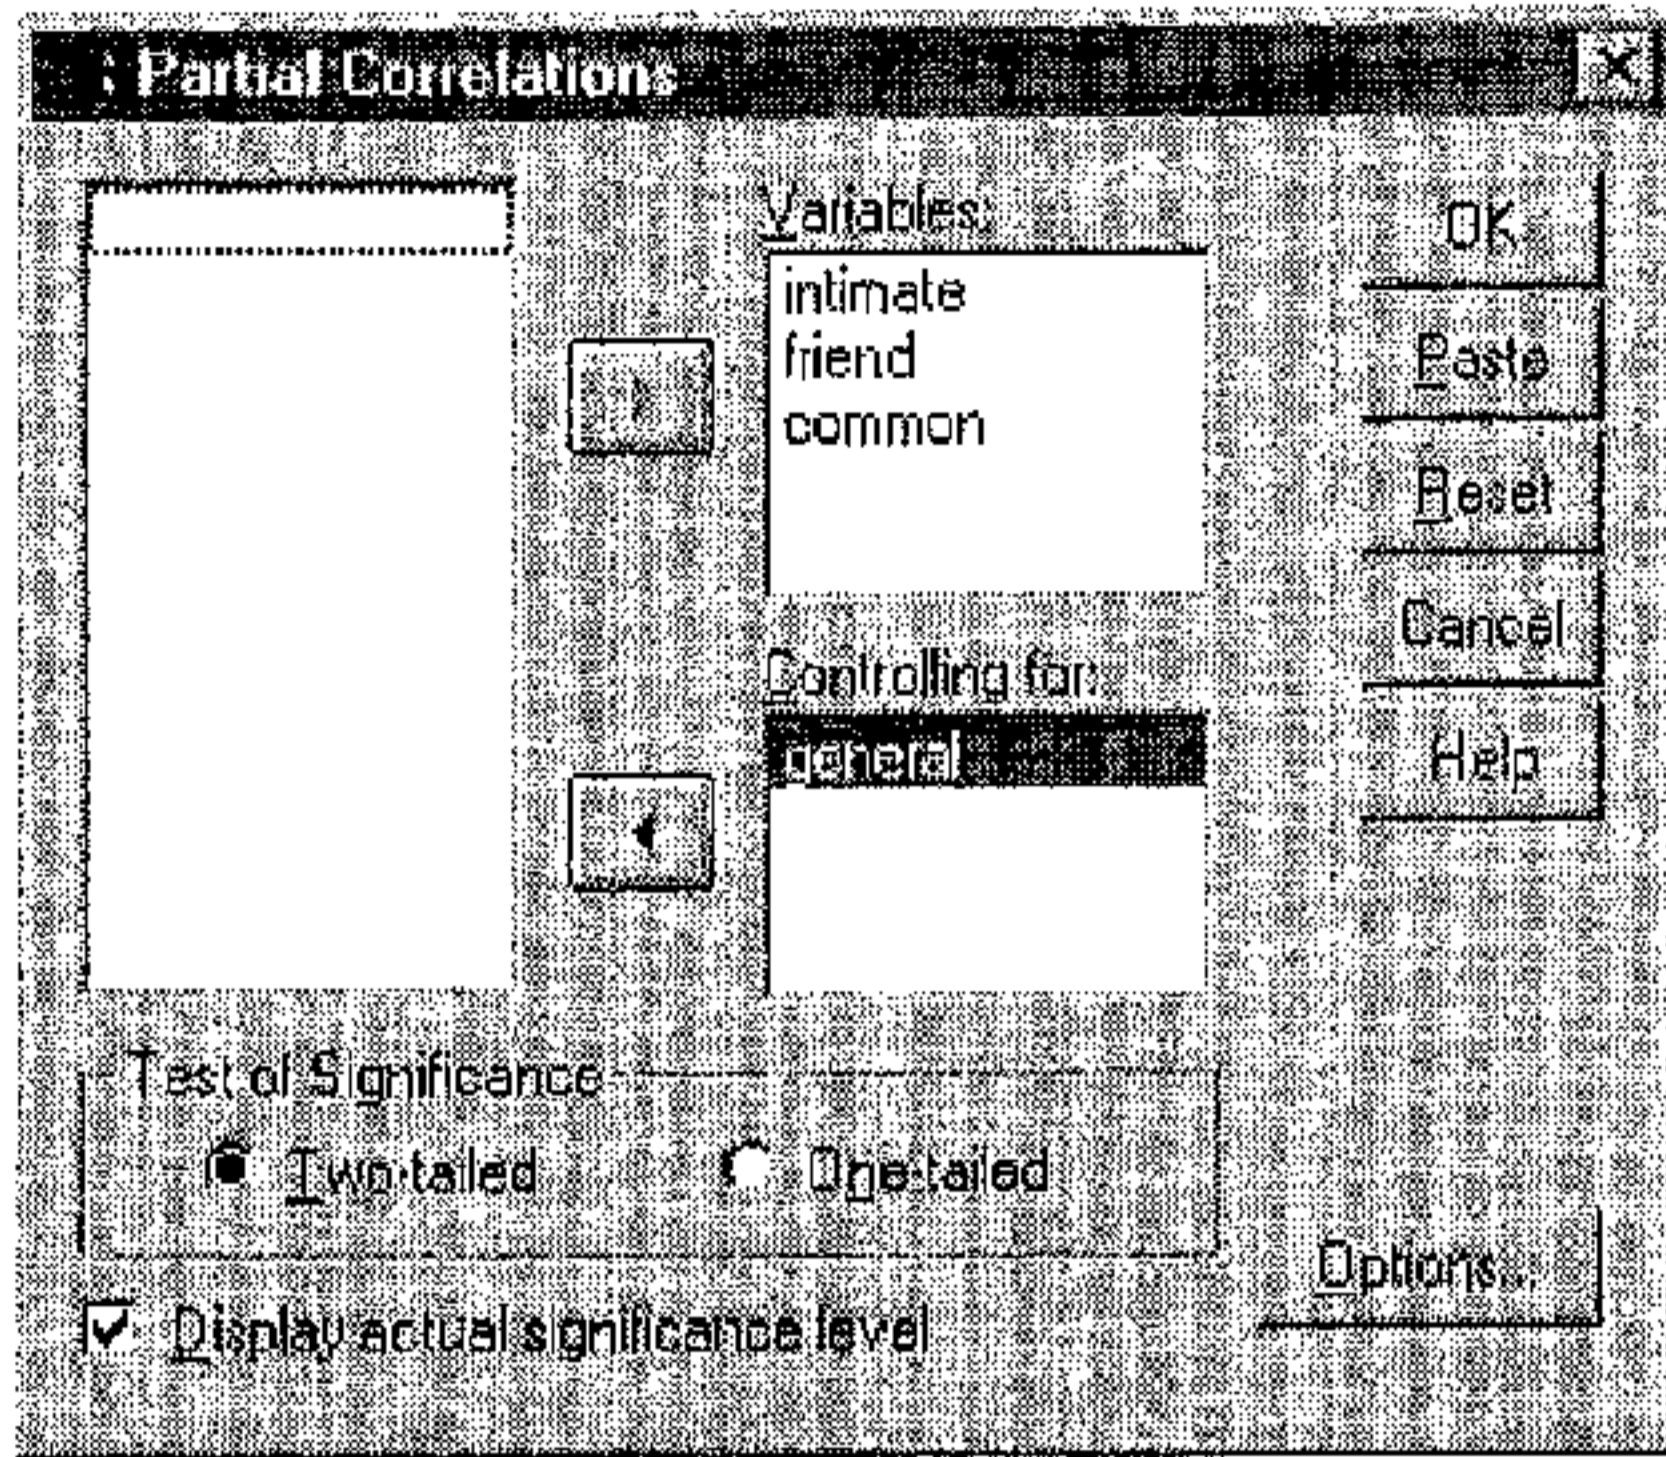 Partial Correlations
Variables:
intimate
friend
common
Controlling for:
general
OK
Paste
Reset
Cancel
Help
Test of Significance
Two-tailed
One-tailed
Options...
Display actual significance level